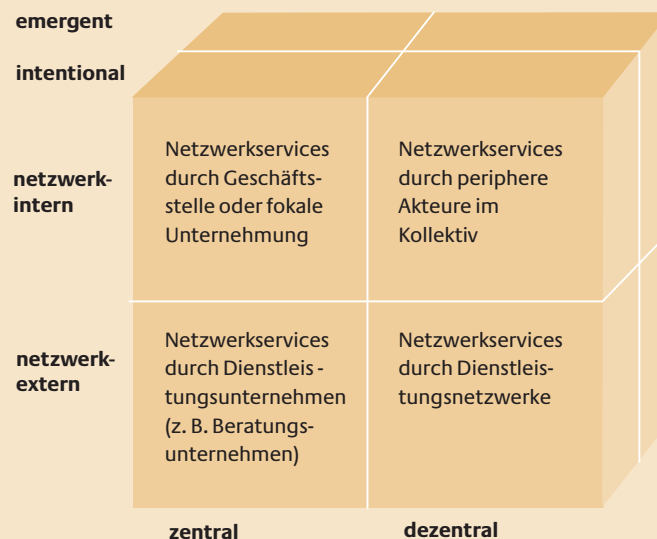 emergent
intentional
netzwerk-
intern
Netzwerkservices
durch Geschäfts-
stelle oder fokale
Unternehmung
Netzwerkservices
durch periphere
Akteure im
Kollektiv
netzwerk-
extern
Netzwerkservices
durch Dienstleis -
tungsunternehmen
(z. B. Beratungs-
unternehmen)
Netzwerkservices
durch Dienstleis-
tungsnetzwerke
zentral
dezentral